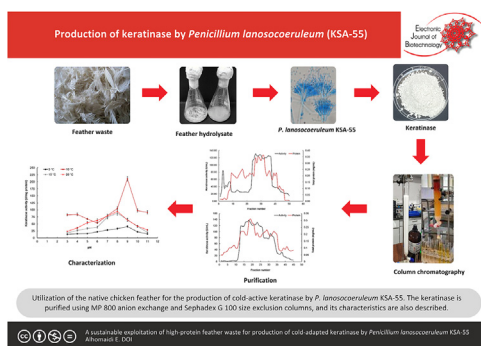 Production of keratinase by Penicillium lanosocoeruleum (KSA-55)
Electronic
Journal of
Biotechnology
Feather waste
Feather hydrolysate
P. lanosocoeruleum KSA-55
Keratinase
Characterization
Purification
Column chromatography
Utilization of the native chicken feather for the production of cold-active keratinase by P. lanosocoeruleum KSA-55. The keratinase is
purified using MP 800 anion exchange and Sephadex G 100 size exclusion columns, and its characteristics are also described.
A sustainable exploitation of high-protein feather waste for production of cold-adapted keratinase by Penicillium lanosocoeruleum KSA-55
Alhomaidi E. DOI